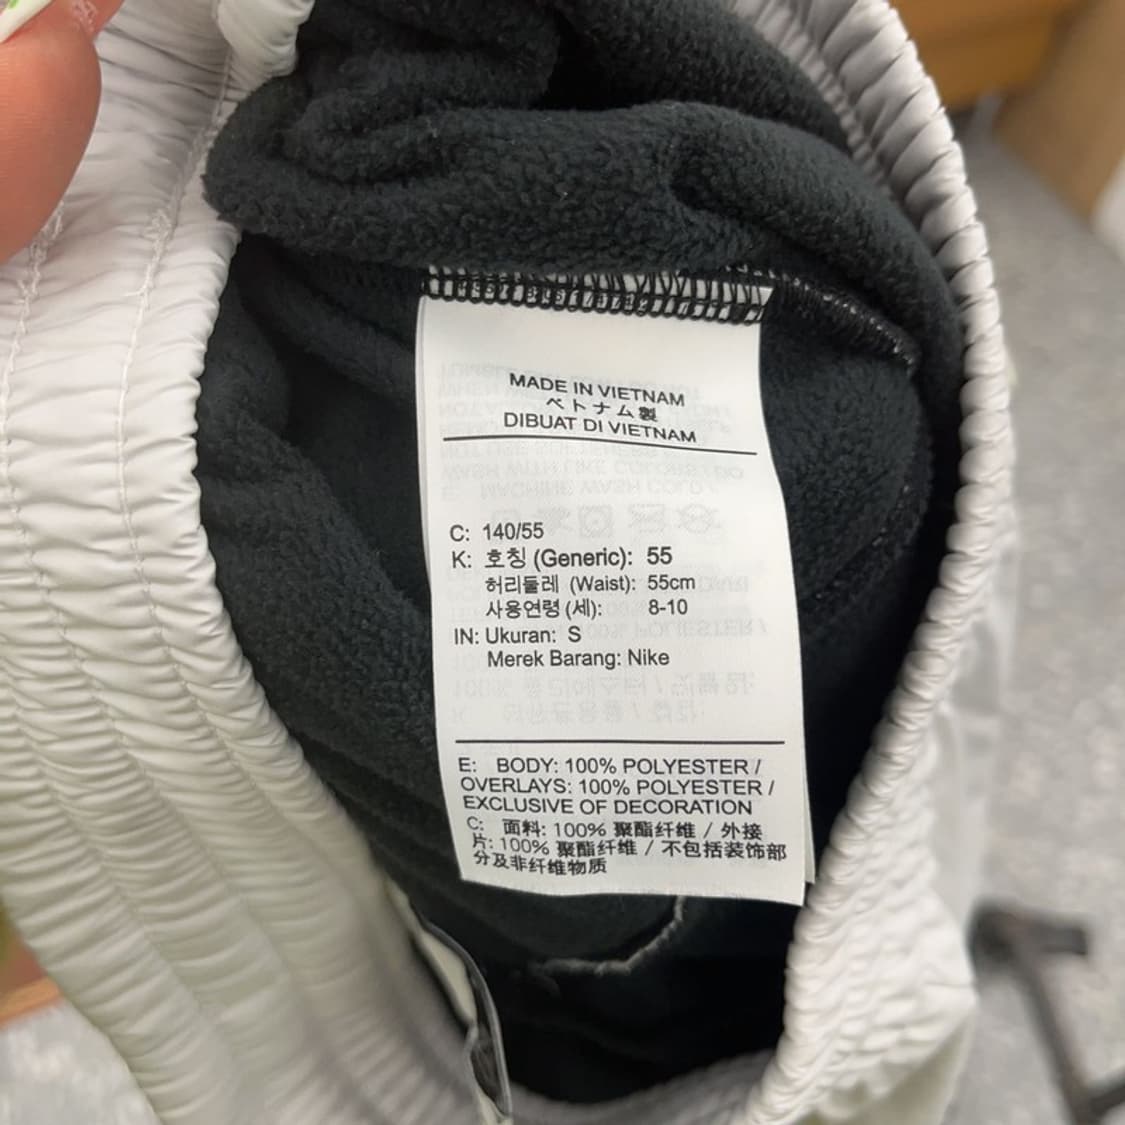 MADE IN VIETNAM
ベトナム製
DIBUAT DI VIETNAM
C: 140/55
K: 호칭 (Generic): 55
허리둘레 (Waist): 55cm
사용연령 (세): 8-10
IN: Ukuran: S
Merek Barang: Nike
E: BODY: 100% POLYESTER /
OVERLAYS: 100% POLYESTER /
EXCLUSIVE OF DECORATION
C: 面料: 100% 聚酯纤维 / 外接
片: 100% 聚酯纤维 / 不包括装饰部
分及非纤维物质